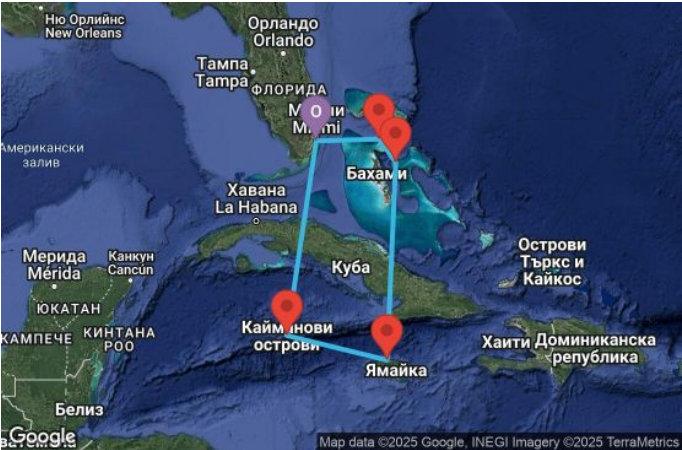 Ню Орлийнс
New Orleans
Орландо
Orlando
Тампа
Tampa
ФЛОРИДА
Miami
Американски
залив
Бахами
Хавана
La Habana
Мерида
Mérida
Канкун
Cancún
Куба
Острови
Търкс и
Кайкос
ЮКАТАН
КАМПЕЧЕ
КИНТАНА
РОО
Кайманови
острови
Ямайка
Хаити
Доминиканска
република
Белиз
Google
Map data ©2025 Google, INEGI Imagery ©2025 TerraMetrics